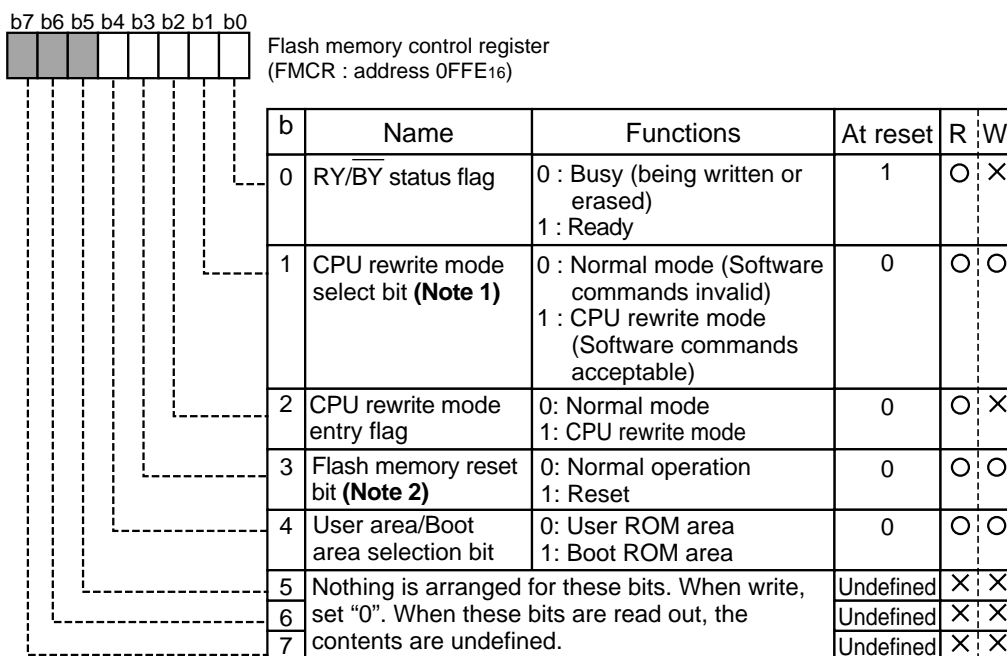 b7 b6 b5 b4 b3 b2 b1 b0
Flash memory control register
(FMCR : address 0FFE16)
b Name Functions At reset R W
0 RY/BY status flag 0 : Busy (being written or 1 O ×
erased)
1 : Ready
1 CPU rewrite mode 0 : Normal mode (Software 0 O O
select bit (Note 1) commands invalid)
1 : CPU rewrite mode
(Software commands
acceptable)
2 CPU rewrite mode 0: Normal mode 0 O ×
entry flag 1: CPU rewrite mode
3 Flash memory reset 0: Normal operation 0 O O
bit (Note 2) 1: Reset
4 User area/Boot 0: User ROM area 0 O O
area selection bit 1: Boot ROM area
5 Nothing is arranged for these bits. When write, Undefined × ×
6 set “0”. When these bits are read out, the Undefined × ×
7 contents are undefined. Undefined × ×